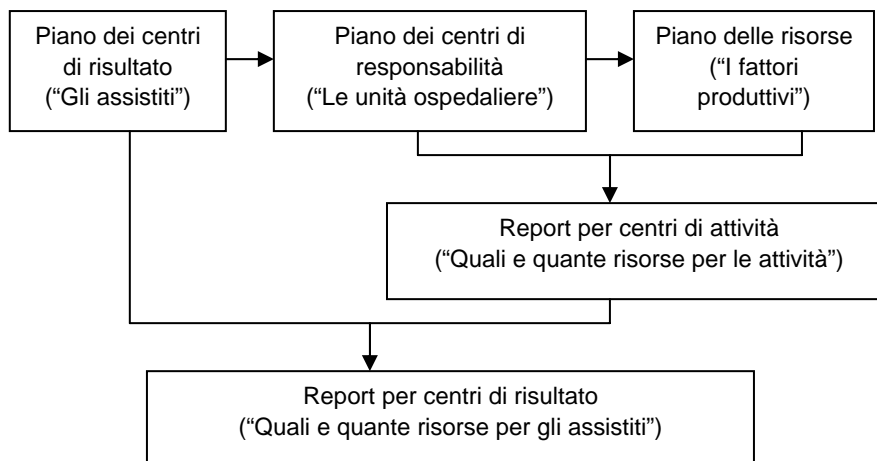 Piano dei centri
di risultato
(“Gli assistiti”)
Piano dei centri di
responsabilità
(“Le unità ospedaliere”)
Piano delle risorse
(“I fattori
produttivi”)
Report per centri di attività
(“Quali e quante risorse per le attività”)
Report per centri di risultato
(“Quali e quante risorse per gli assistiti”)